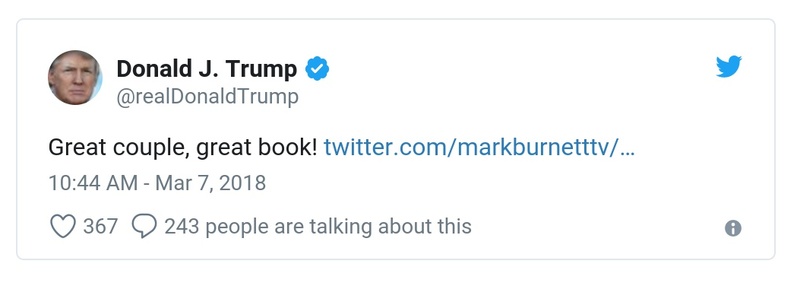 Donald J. Trump
@realDonaldTrump
Great couple, great book! twitter.com/markburnetttv/…
10:44 AM - Mar 7, 2018
367 243 people are talking about this